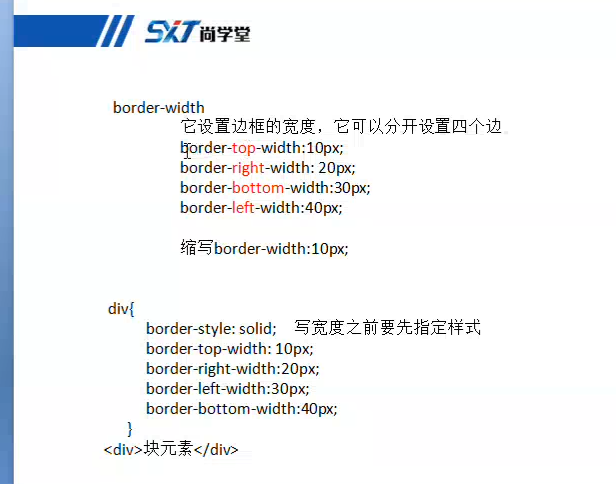 SXT尚学堂
border-width
它设置边框的宽度，它可以分开设置四个边
border-top-width:10px;
border-right-width: 20px;
border-bottom-width:30px;
border-left-width:40px;
缩写border-width:10px;
div{
border-style: solid; 写宽度之前要先指定样式
border-top-width: 10px;
border-right-width:20px;
border-left-width:30px;
border-bottom-width:40px;
}
<div>块元素</div>